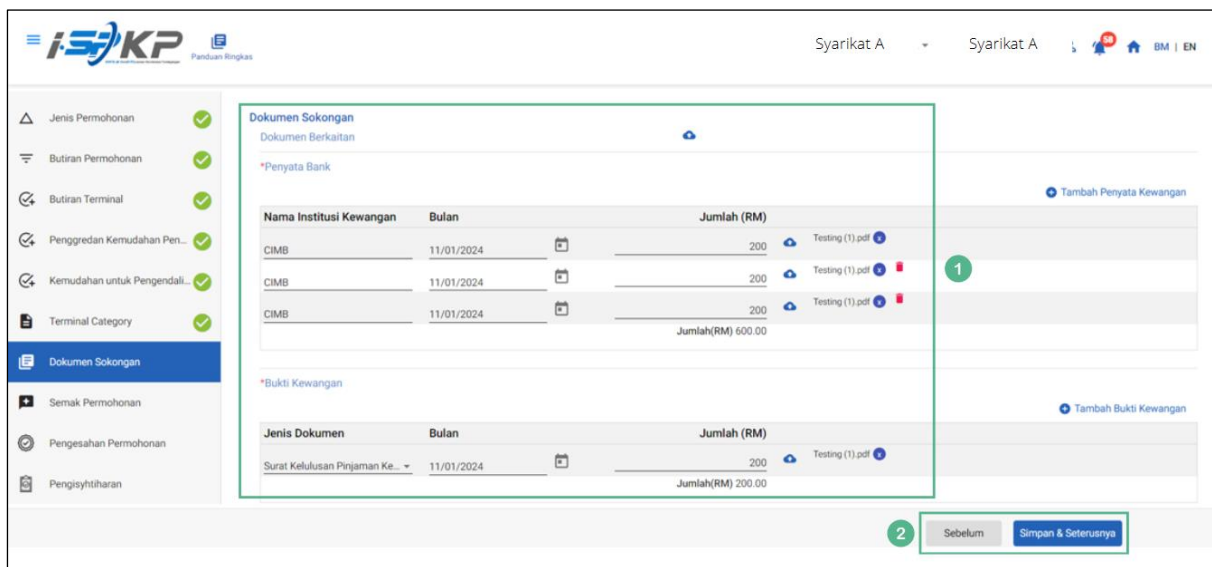 i-SPKP
Panduan Ringkas
Syarikat A
Syarikat A
58
BM | EN
Jenis Permohonan
Butiran Permohonan
Butiran Terminal
Penggredan Kemudahan Pen...
Kemudahan untuk Pengendali...
Terminal Category
Dokumen Sokongan
Semak Permohonan
Pengesahan Permohonan
Pengisyhtiharan
Dokumen Sokongan
Dokumen Berkaitan
*Penyata Bank
Tambah Penyata Kewangan
Nama Institusi Kewangan Bulan Jumlah (RM)
CIMB 11/01/2024 200 Testing (1).pdf x
CIMB 11/01/2024 200 Testing (1).pdf x
CIMB 11/01/2024 200 Testing (1).pdf x
Jumlah(RM) 600.00
1
*Bukti Kewangan
Tambah Bukti Kewangan
Jenis Dokumen Bulan Jumlah (RM)
Surat Kelulusan Pinjaman Ke... 11/01/2024 200 Testing (1).pdf x
Jumlah(RM) 200.00
2
Sebelum
Simpan & Seterusnya